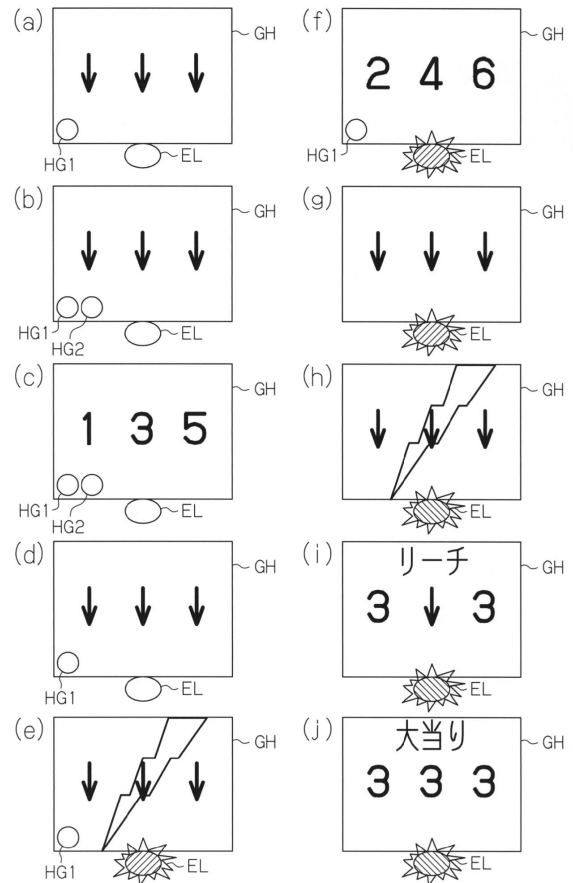 (a)
GH
HG1
EL
(b)
GH
HG1
HG2
EL
(c)
1 3 5
GH
HG1
HG2
EL
(d)
GH
HG1
EL
(e)
GH
HG1
EL
(f)
2 4 6
GH
HG1
EL
(g)
GH
EL
(h)
GH
EL
(i)
リーチ
3 3
GH
EL
(j)
大当り
3 3 3
GH
EL